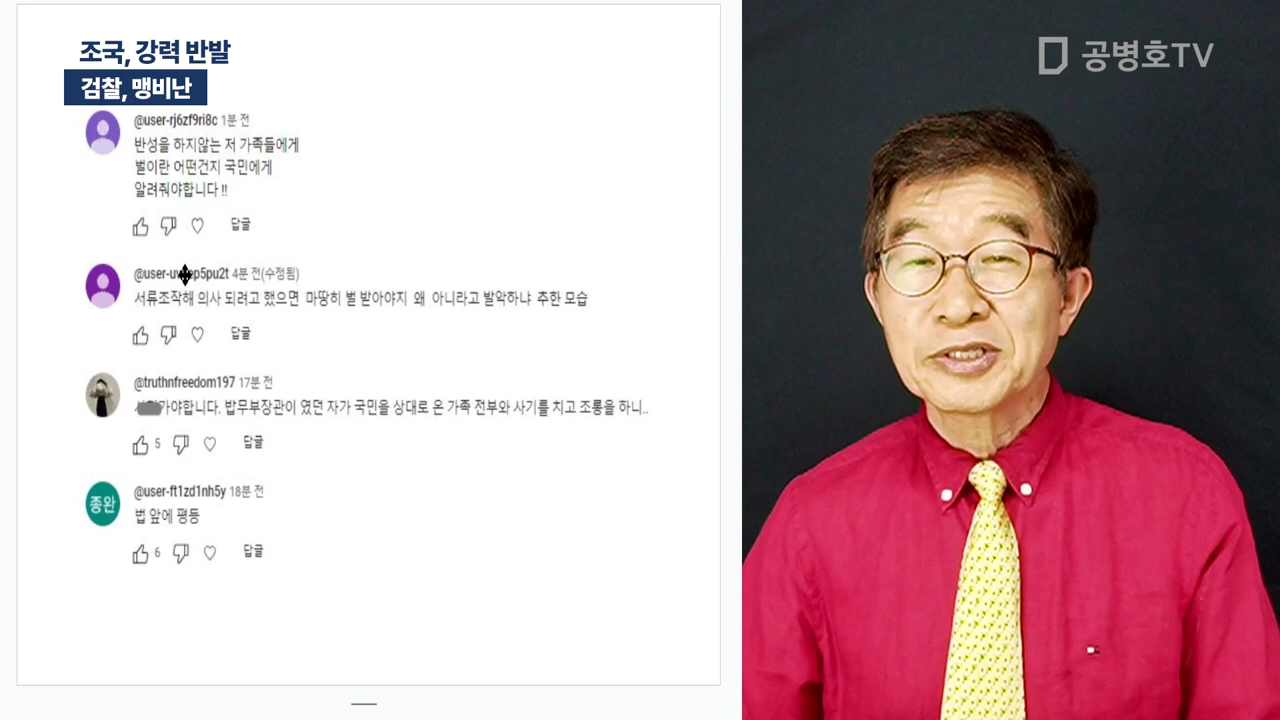 조국, 강력 반발
검찰, 맹비난
공병호TV
@user-rj6zf9ri8c 1분 전
반성을 하지않는 저 가족들에게
벌이란 어떤건지 국민에게
알려줘야합니다 !!
답글
4분 전(수정됨)
서류조작해 의사 되려고 했으면 마땅히 벌 받아야지 왜 아니라고 발악하냐 추한 모습
답글
@truthnfreedom197 17분 전
가야합니다. 밥무부장관이 였던 자가 국민을 상대로 온 가족 전부와 사기를 치고 조롱을 하니..
5 답글
종완
@user-ft1zd1nh5y 18분 전
법 앞에 평등
6 답글